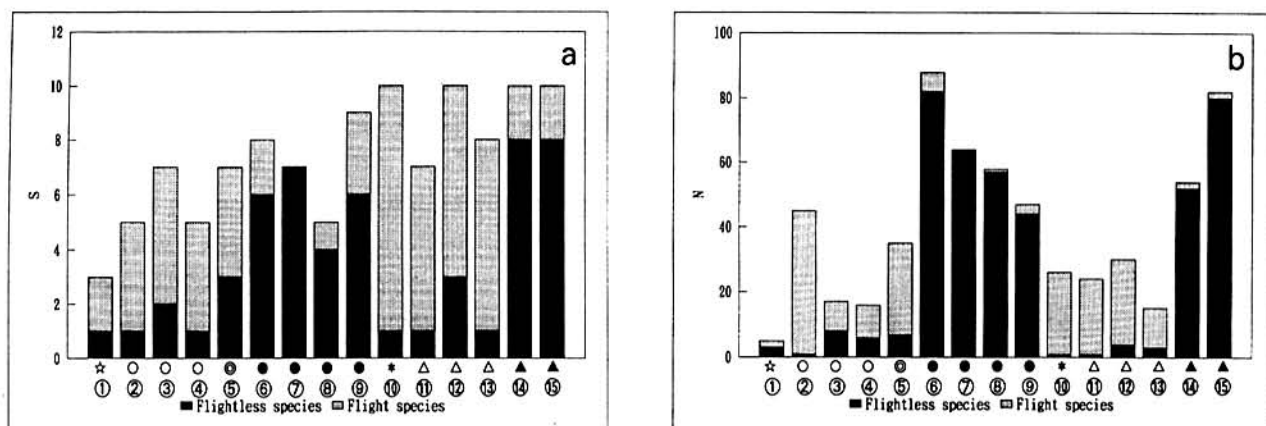 a
12
10
8
6
4
2
0
S
☆ ○ ○ ○ ◎ ● ● ● ● * △ △ △ ▲ ▲
① ② ③ ④ ⑤ ⑥ ⑦ ⑧ ⑨ ⑩ ⑪ ⑫ ⑬ ⑭ ⑮
■Flightless species ▒Flight species
b
100
80
60
40
20
0
N
☆ ○ ○ ○ ◎ ● ● ● ● * △ △ △ ▲ ▲
① ② ③ ④ ⑤ ⑥ ⑦ ⑧ ⑨ ⑩ ⑪ ⑫ ⑬ ⑭ ⑮
■Flightless species ▒Flight species